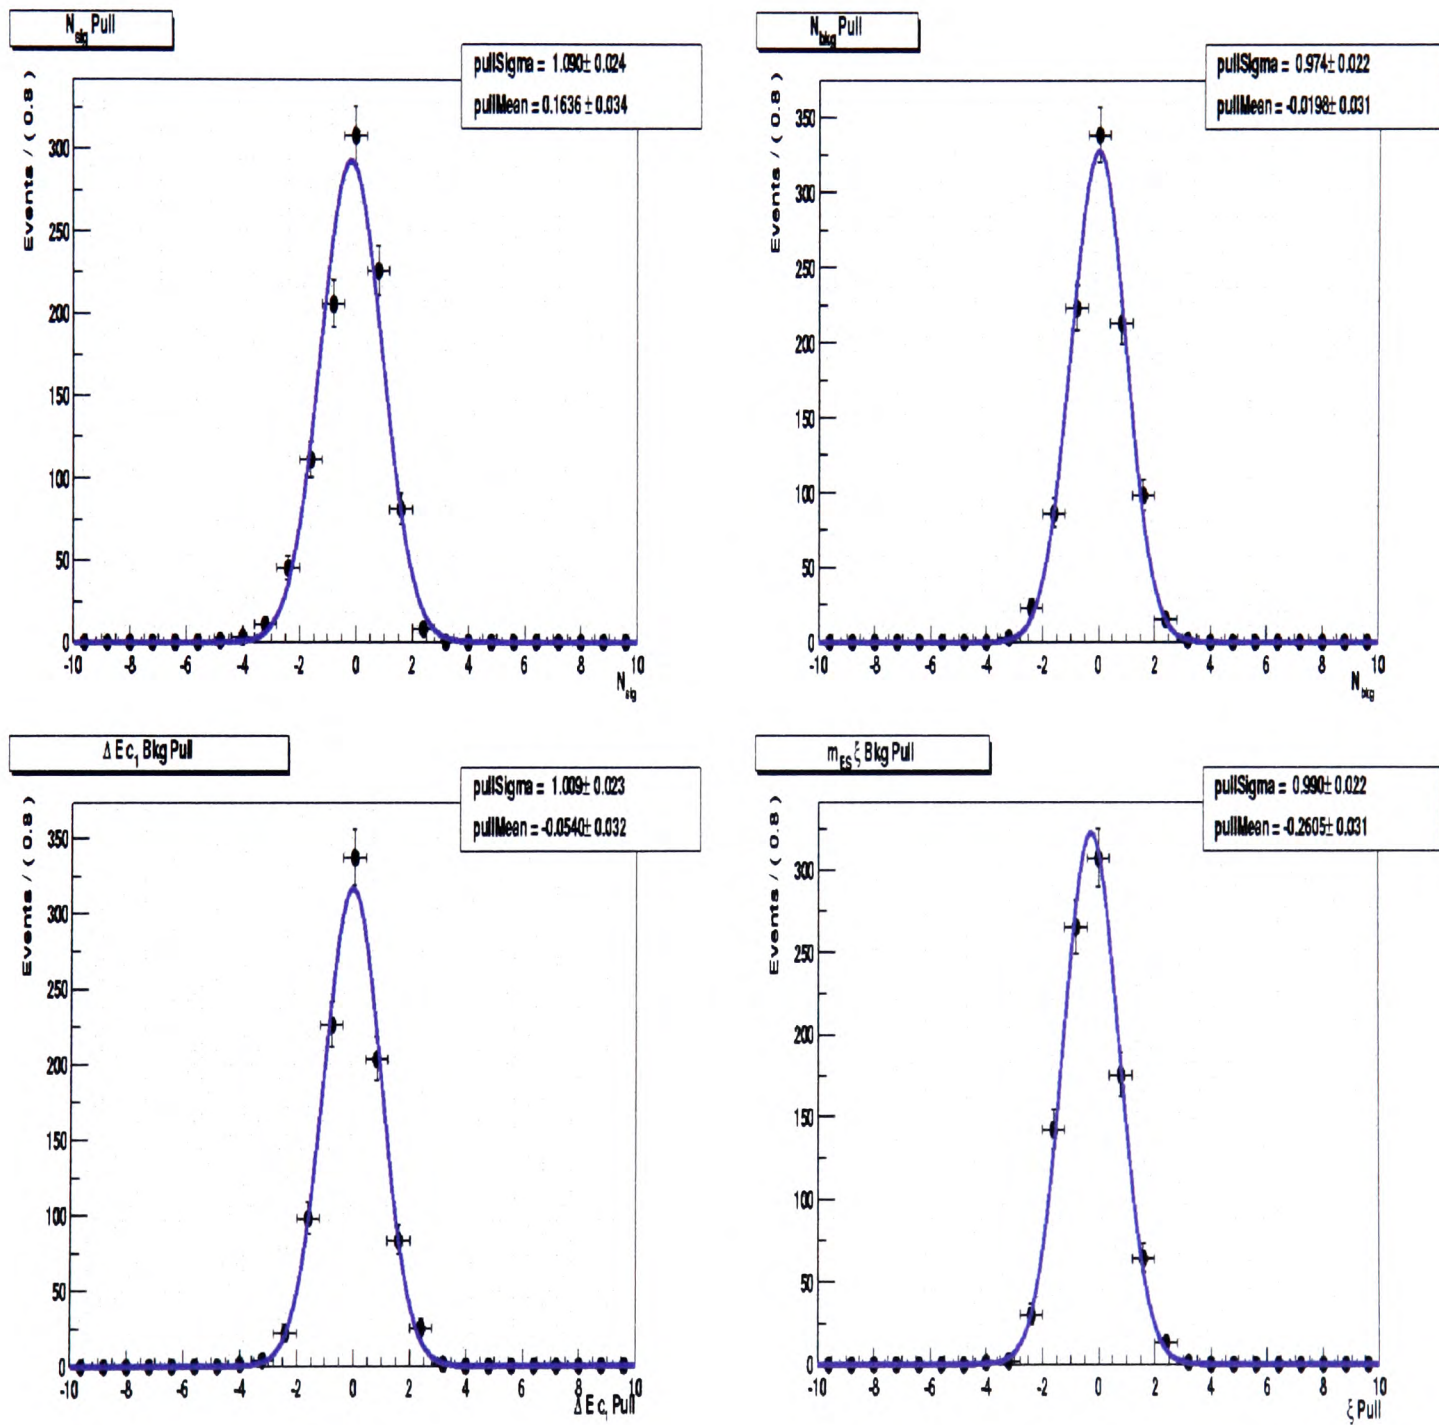 N_sig Pull
pullSigma = 1.090± 0.024
pullMean = 0.1636 ± 0.034
Events / ( 0.8 )
300
250
200
150
100
50
0
-10 -8 -6 -4 -2 0 2 4 6 8 10
N_sig
N_bkg Pull
pullSigma = 0.974± 0.022
pullMean = -0.0198± 0.031
Events / ( 0.8 )
350
300
250
200
150
100
50
0
-10 -8 -6 -4 -2 0 2 4 6 8 10
N_bkg
Δ E c_1 Bkg Pull
pullSigma = 1.009± 0.023
pullMean = -0.0540± 0.032
Events / ( 0.8 )
350
300
250
200
150
100
50
0
-10 -8 -6 -4 -2 0 2 4 6 8 10
Δ E c_1 Pull
m_ES ξ Bkg Pull
pullSigma = 0.990± 0.022
pullMean = -0.2605± 0.031
Events / ( 0.8 )
300
250
200
150
100
50
0
-10 -8 -6 -4 -2 0 2 4 6 8 10
ξ Pull